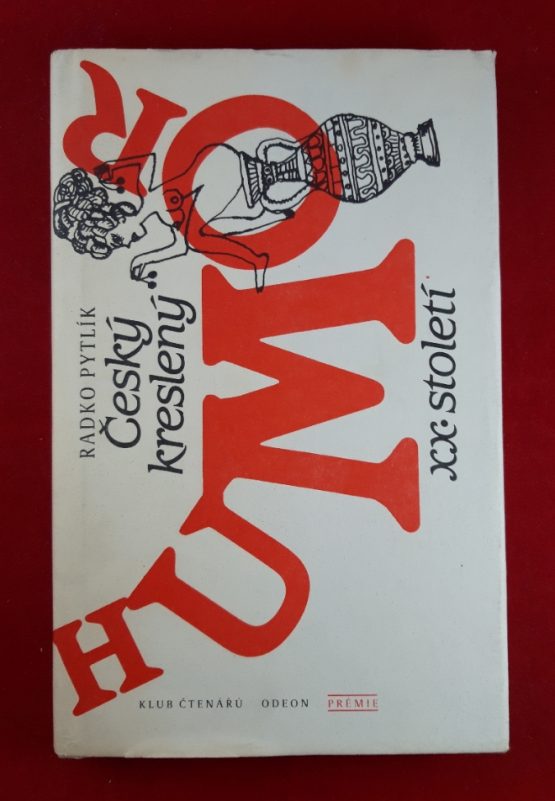 RADKO PYTLÍK
Český
kreslený
HUMOR
XX. století
KLUB ČTENÁŘŮ ODEON PRÉMIE